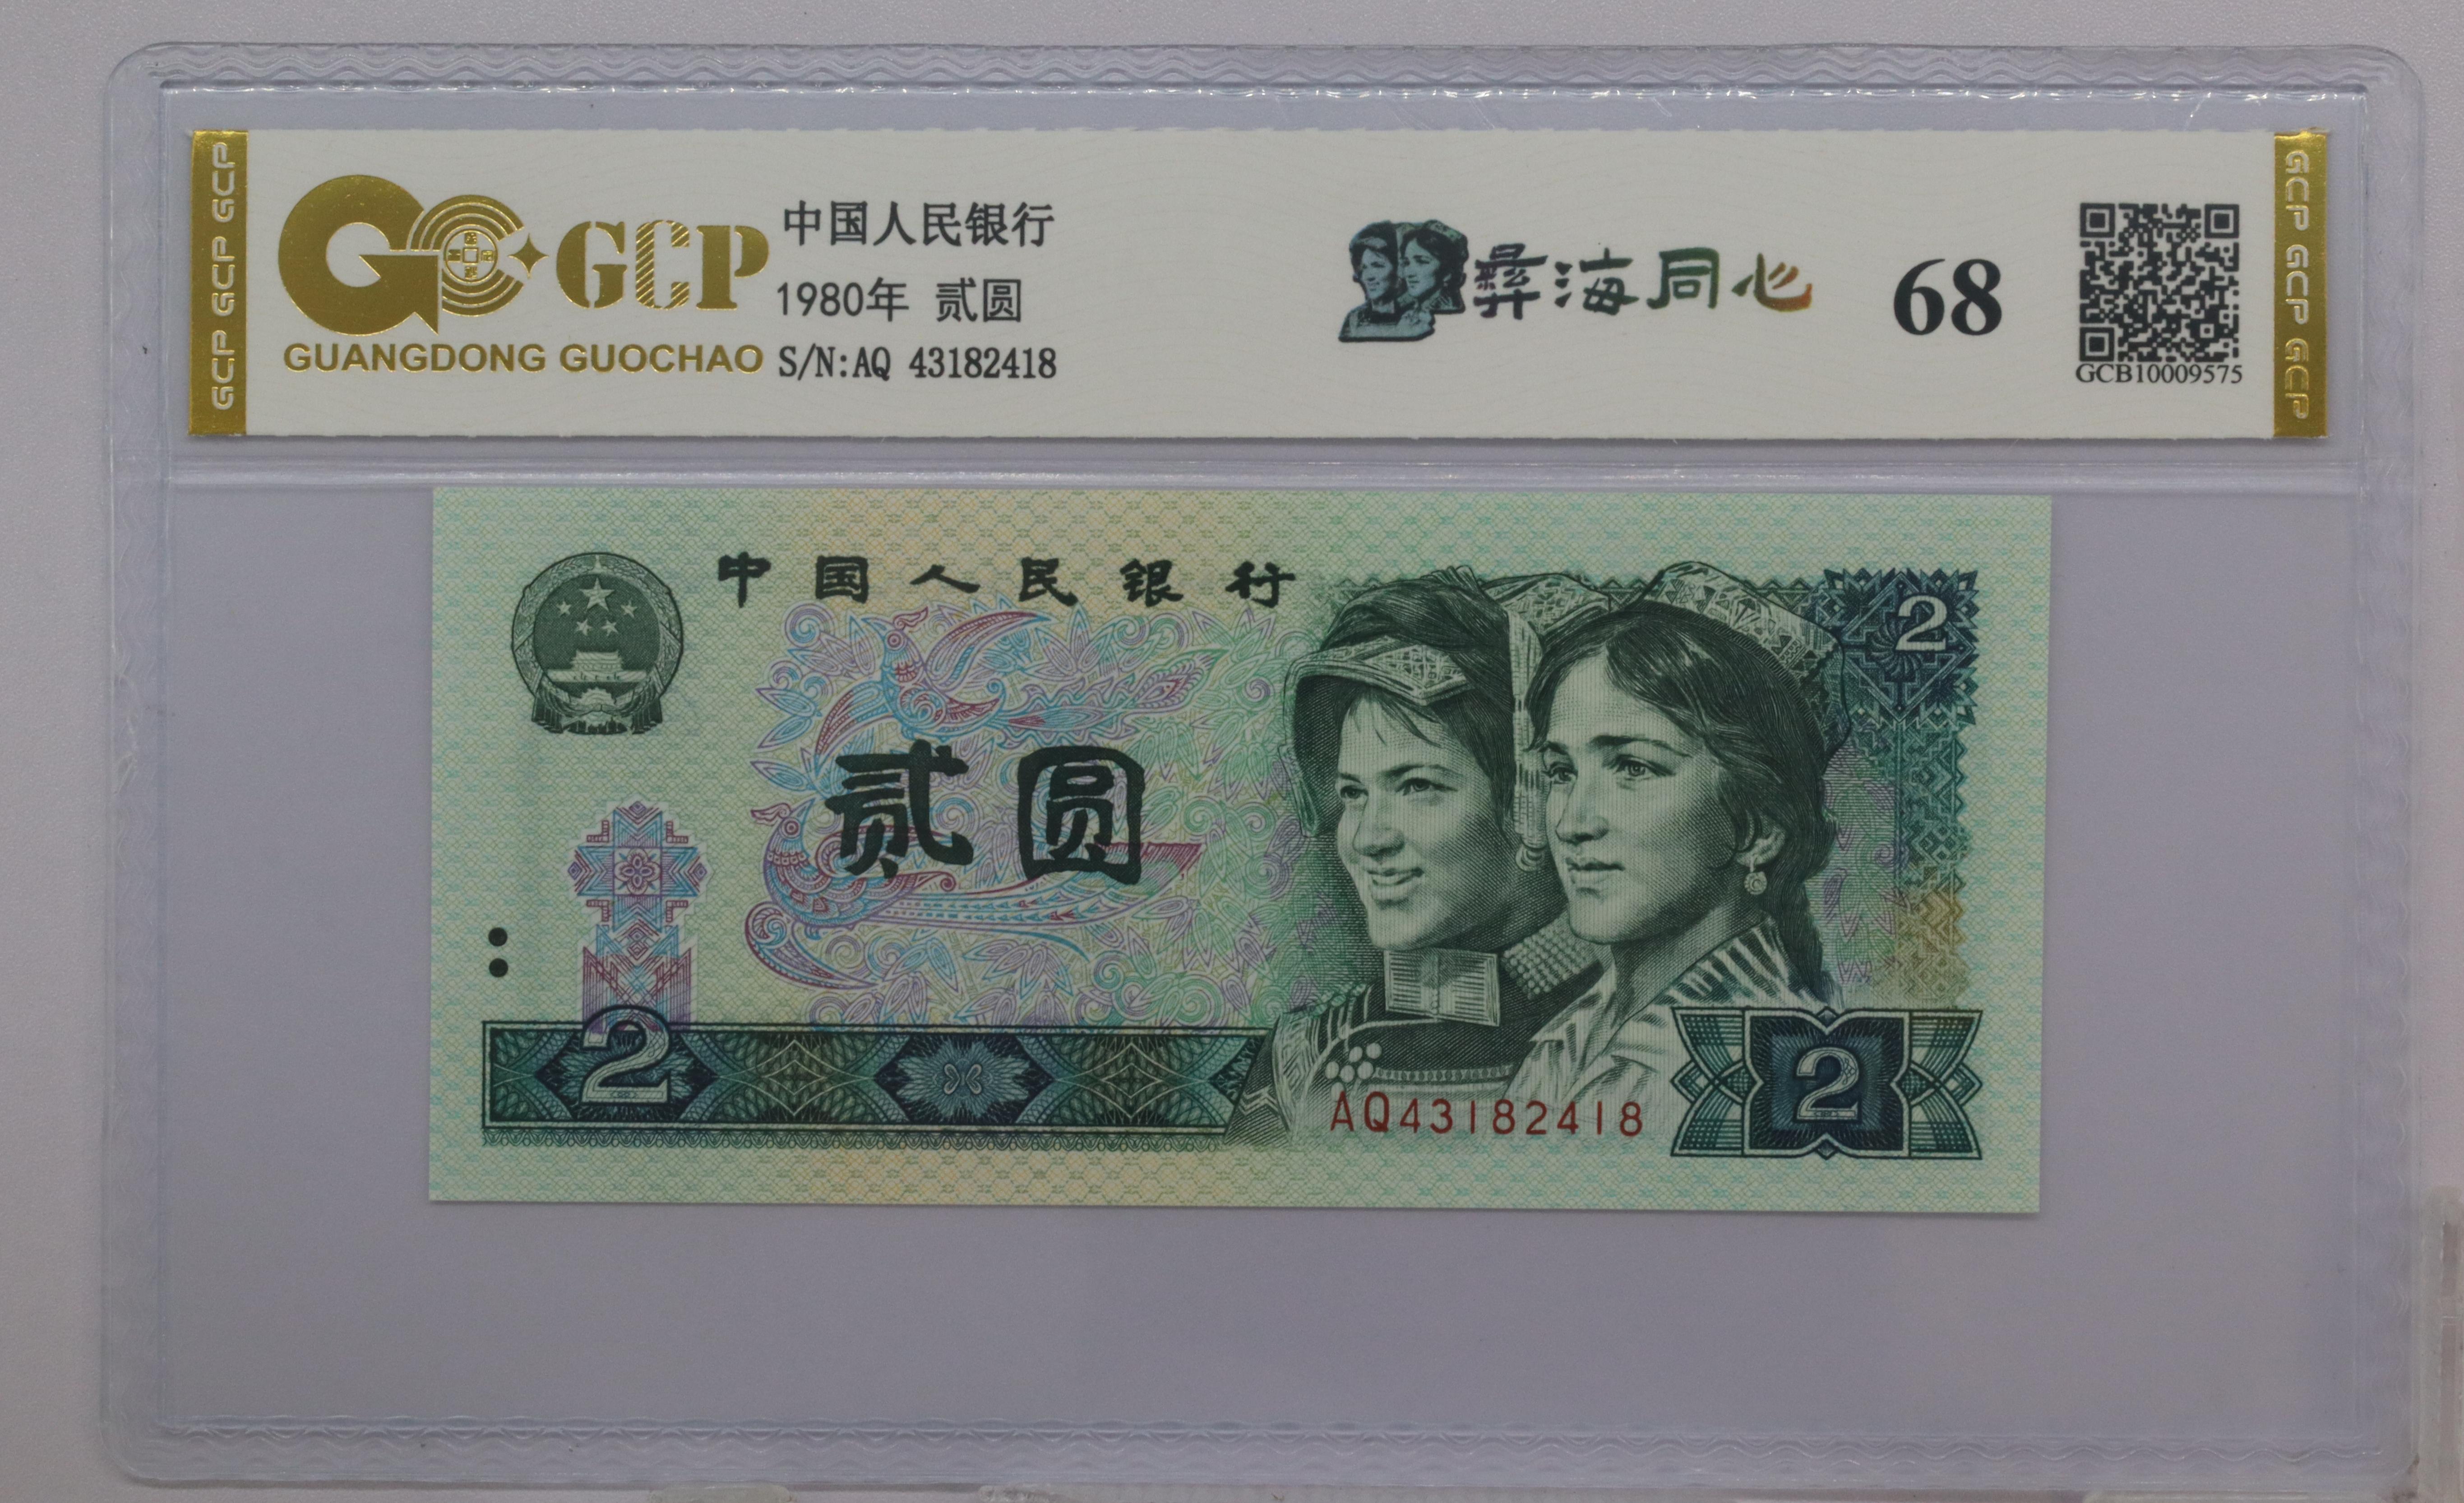 GCP GCP GCP
GCP
GUANGDONG GUOCHAO
中国人民银行
1980年 贰圆
S/N:AQ 43182418
彝海同心
68
GCB10009575
GCP GCP GCP
中国人民银行
2
贰圆
2
AQ43182418
2